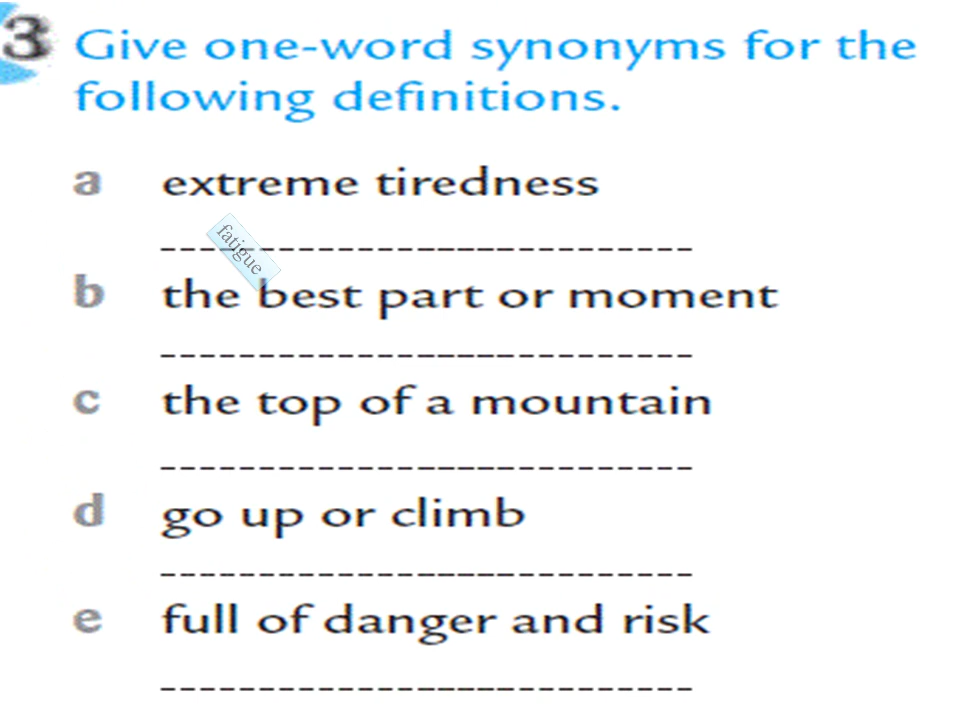 3 Give one-word synonyms for the
following definitions.
a extreme tiredness
fatigue
---------------------------
b the best part or moment
---------------------------
c the top of a mountain
---------------------------
d go up or climb
---------------------------
e full of danger and risk
---------------------------